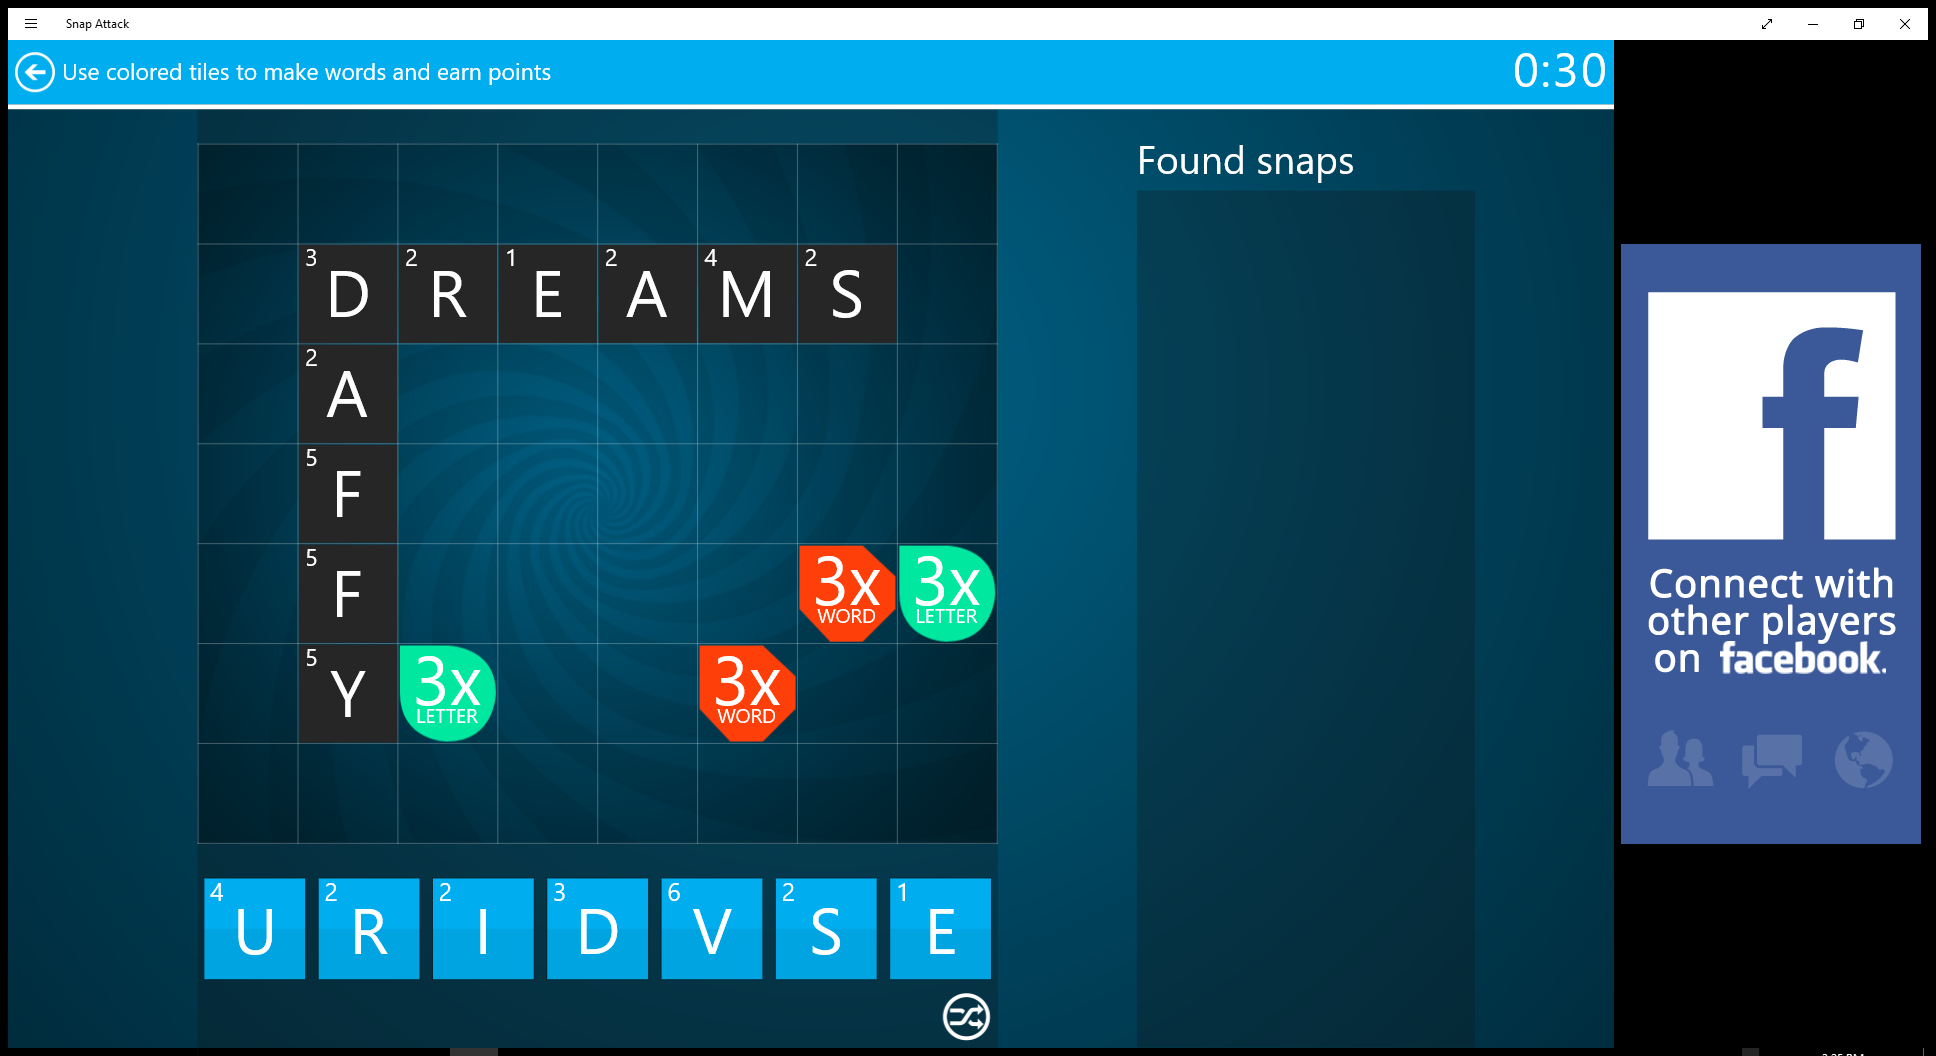 Snap Attack
Use colored tiles to make words and earn points
0:30
Found snaps
3 D 2 R 1 E 2 A 4 M 2 S
2 A
5 F
5 F 3x WORD 3x LETTER
5 Y 3x LETTER 3x WORD
4 U 2 R 2 I 3 D 6 V 2 S 1 E
f
Connect with
other players
on facebook.